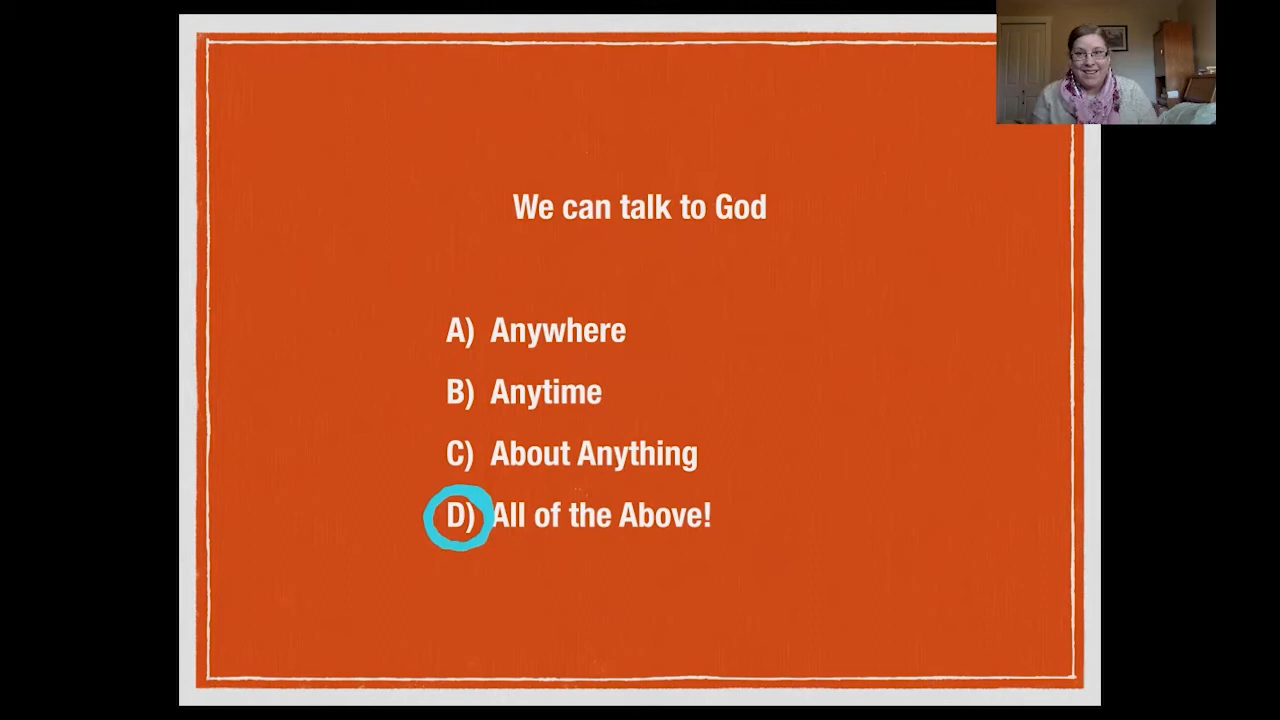 We can talk to God
A) Anywhere
B) Anytime
C) About Anything
D) All of the Above!